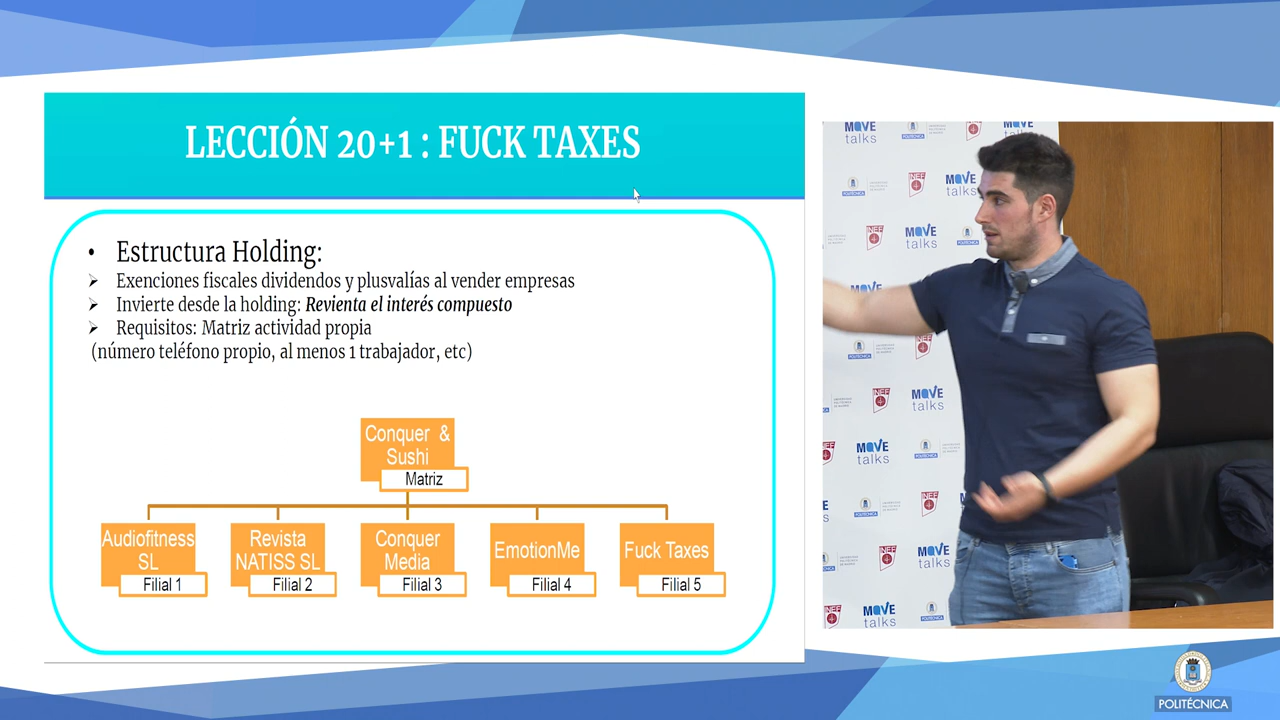 LECCIÓN 20+1 : FUCK TAXES
• Estructura Holding:
➢ Exenciones fiscales dividendos y plusvalías al vender empresas
➢ Invierte desde la holding: Revienta el interés compuesto
➢ Requisitos: Matriz actividad propia
(número teléfono propio, al menos 1 trabajador, etc)
Conquer &
Sushi
Matriz
Audiofitness
SL
Filial 1
Revista
NATISS SL
Filial 2
Conquer
Media
Filial 3
EmotionMe
Filial 4
Fuck Taxes
Filial 5
MOVE
talks
INEF
POLITÉCNICA
POLITÉCNICA